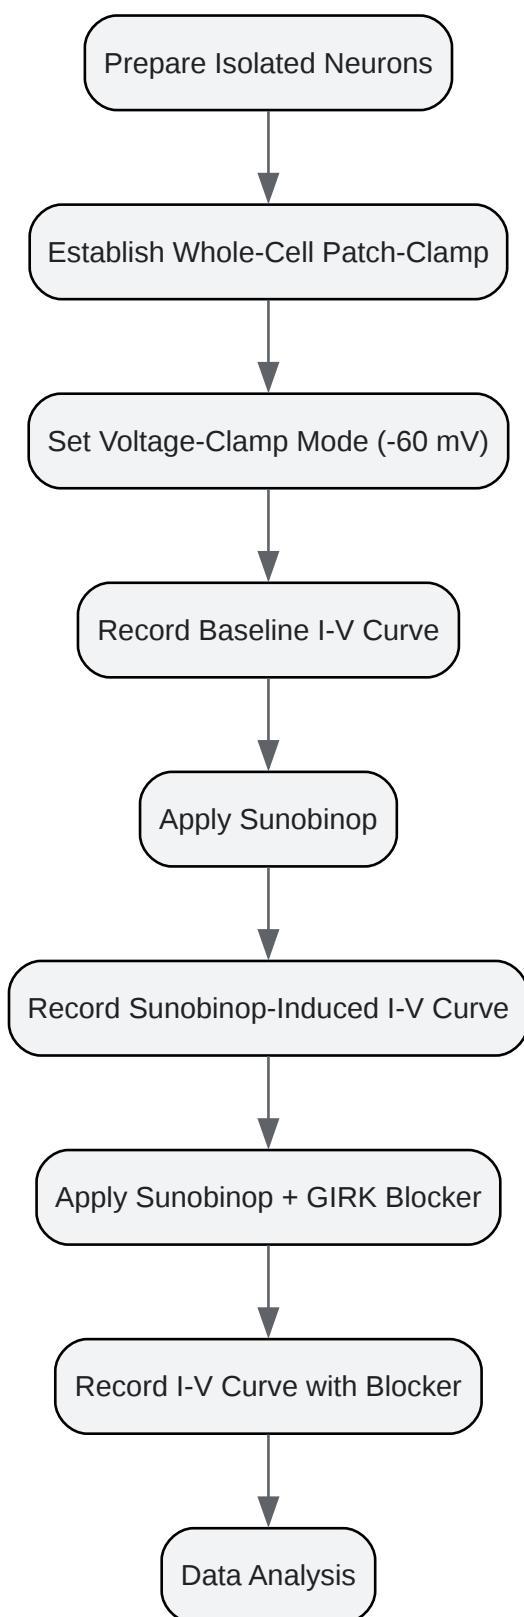 Prepare Isolated Neurons
Establish Whole-Cell Patch-Clamp
Set Voltage-Clamp Mode (-60 mV)
Record Baseline I-V Curve
Apply Sunobinop
Record Sunobinop-Induced I-V Curve
Apply Sunobinop + GIRK Blocker
Record I-V Curve with Blocker
Data Analysis